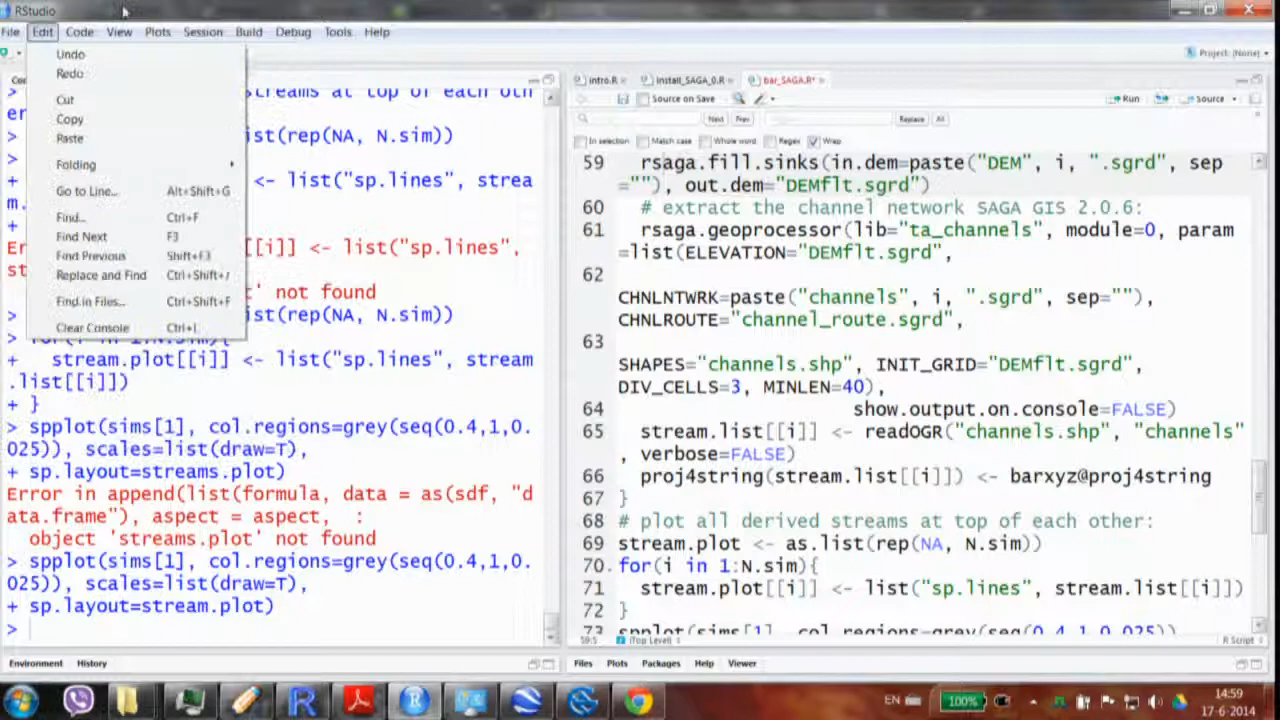 RStudio
File Edit Code View Plots Session Build Debug Tools Help
Project: (None)
Undo
Redo
Cut
Copy
Paste
Folding
Go to Line... Alt+Shift+G
Find... Ctrl+F
Find Next F3
Find Previous Shift+F3
Replace and Find Ctrl+Shift+J
Find in Files... Ctrl+Shift+F
Clear Console Ctrl+L
streams at top of each oth
er
> ist(rep(NA, N.sim))
>
+ <- list("sp.lines", strea
m.
+
Er [[i]] <- list("sp.lines",
st
' not found
> ist(rep(NA, N.sim))
> for(i in 1:N.sim){
+ stream.plot[[i]] <- list("sp.lines", stream
.list[[i]])
+ }
> spplot(sims[1], col.regions=grey(seq(0.4,1,0.
025)), scales=list(draw=T),
+ sp.layout=streams.plot)
Error in append(list(formula, data = as(sdf, "d
ata.frame"), aspect = aspect, :
object 'streams.plot' not found
> spplot(sims[1], col.regions=grey(seq(0.4,1,0.
025)), scales=list(draw=T),
+ sp.layout=stream.plot)
>
Environment History
intro.R install_SAGA_0.R bar_SAGA.R*
Source on Save Run Source
Next Prev Replace All
In selection Match case Whole word Regex Wrap
59 rsaga.fill.sinks(in.dem=paste("DEM", i, ".sgrd", sep
=""), out.dem="DEMflt.sgrd")
60 # extract the channel network SAGA GIS 2.0.6:
61 rsaga.geoprocessor(lib="ta_channels", module=0, param
=list(ELEVATION="DEMflt.sgrd",
62
CHNLNTWRK=paste("channels", i, ".sgrd", sep=""),
CHNLROUTE="channel_route.sgrd",
63
SHAPES="channels.shp", INIT_GRID="DEMflt.sgrd",
DIV_CELLS=3, MINLEN=40),
64 show.output.on.console=FALSE)
65 stream.list[[i]] <- readOGR("channels.shp", "channels"
, verbose=FALSE)
66 proj4string(stream.list[[i]]) <- barxyz@proj4string
67 }
68 # plot all derived streams at top of each other:
69 stream.plot <- as.list(rep(NA, N.sim))
70 for(i in 1:N.sim){
71 stream.plot[[i]] <- list("sp.lines", stream.list[[i]])
72 }
73 spplot(sims[1], col.regions=grey(seq(0.4,1,0.025)),
59:5 (Top Level) R Script
Files Plots Packages Help Viewer
EN 100% 14:59
17-6-2014